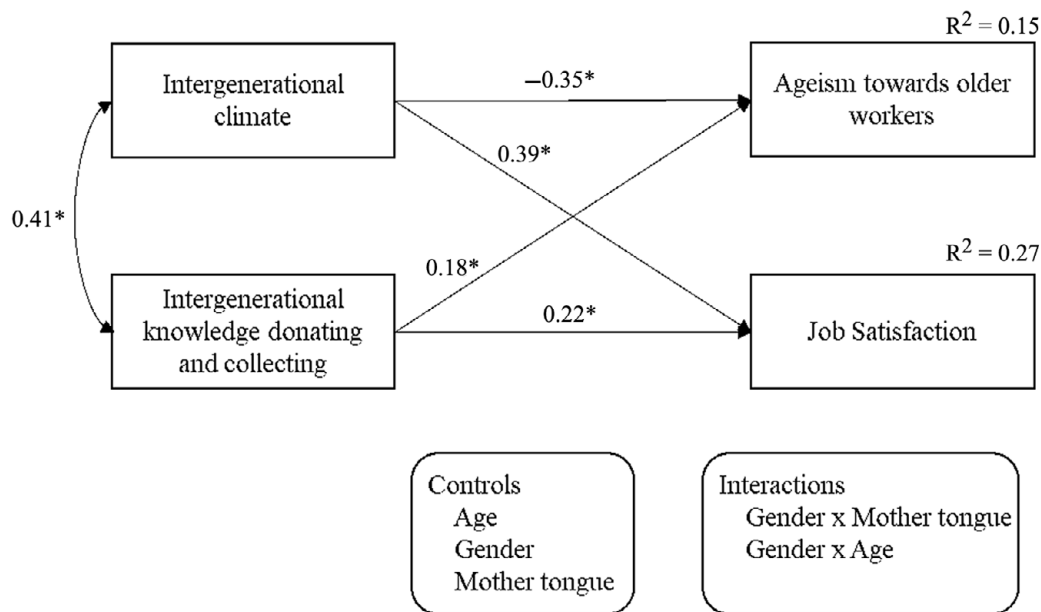 R² = 0.15
Intergenerational
climate
–0.35*
Ageism towards older
workers
0.39*
0.41*
R² = 0.27
0.18*
Intergenerational
knowledge donating
and collecting
0.22*
Job Satisfaction
Controls
Age
Gender
Mother tongue
Interactions
Gender x Mother tongue
Gender x Age